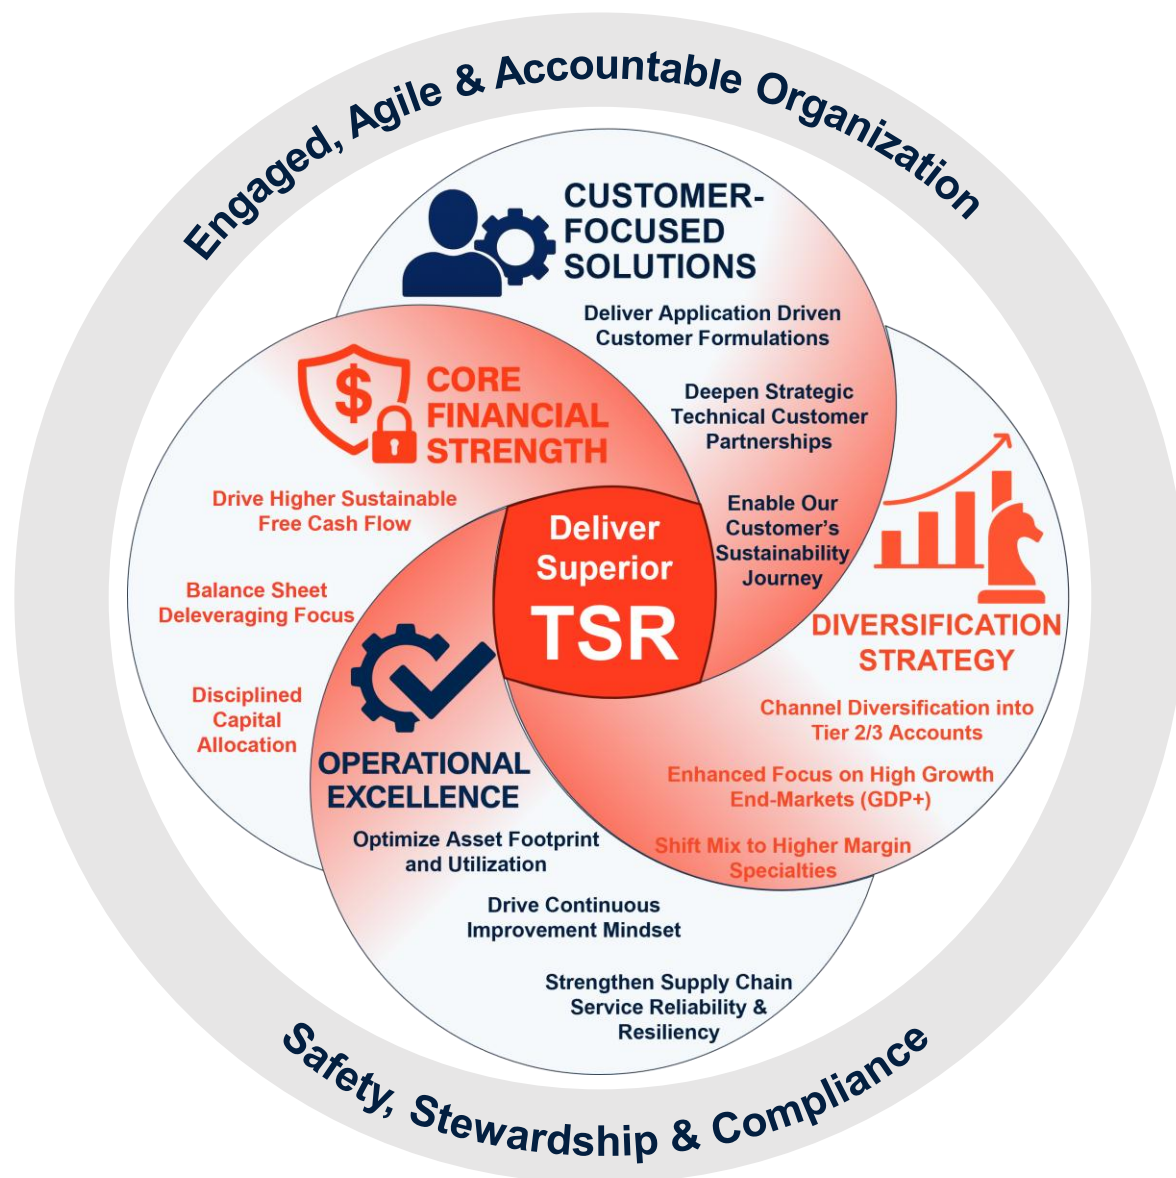 Engaged, Agile & Accountable Organization
CUSTOMER-
FOCUSED
SOLUTIONS
Deliver Application Driven
Customer Formulations
Deepen Strategic
Technical Customer
Partnerships
Enable Our
Customer’s
Sustainability
Journey
$
CORE
FINANCIAL
STRENGTH
Drive Higher Sustainable
Free Cash Flow
Balance Sheet
Deleveraging Focus
Disciplined
Capital
Allocation
Deliver
Superior
TSR
DIVERSIFICATION
STRATEGY
Channel Diversification into
Tier 2/3 Accounts
Enhanced Focus on High Growth
End-Markets (GDP+)
Shift Mix to Higher Margin
Specialties
OPERATIONAL
EXCELLENCE
Optimize Asset Footprint
and Utilization
Drive Continuous
Improvement Mindset
Strengthen Supply Chain
Service Reliability &
Resiliency
Safety, Stewardship & Compliance